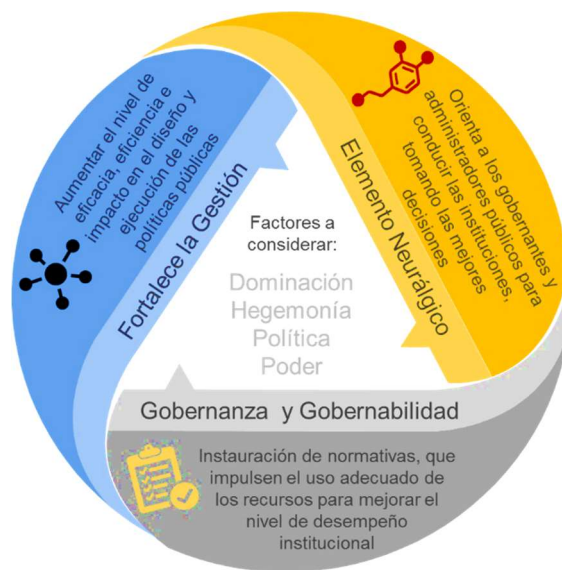 Aumentar el nivel de
eficacia, eficiencia e
impacto en el diseño y
ejecución de las
políticas públicas
Fortalece la Gestión
Orienta a los gobernantes y
administradores públicos para
conducir las instituciones,
tomando las mejores
decisiones
Elemento Neurálgico
Factores a
considerar:
Dominación
Hegemonía
Política
Poder
Gobernanza y Gobernabilidad
Instauración de normativas, que
impulsen el uso adecuado de
los recursos para mejorar el
nivel de desempeño
institucional